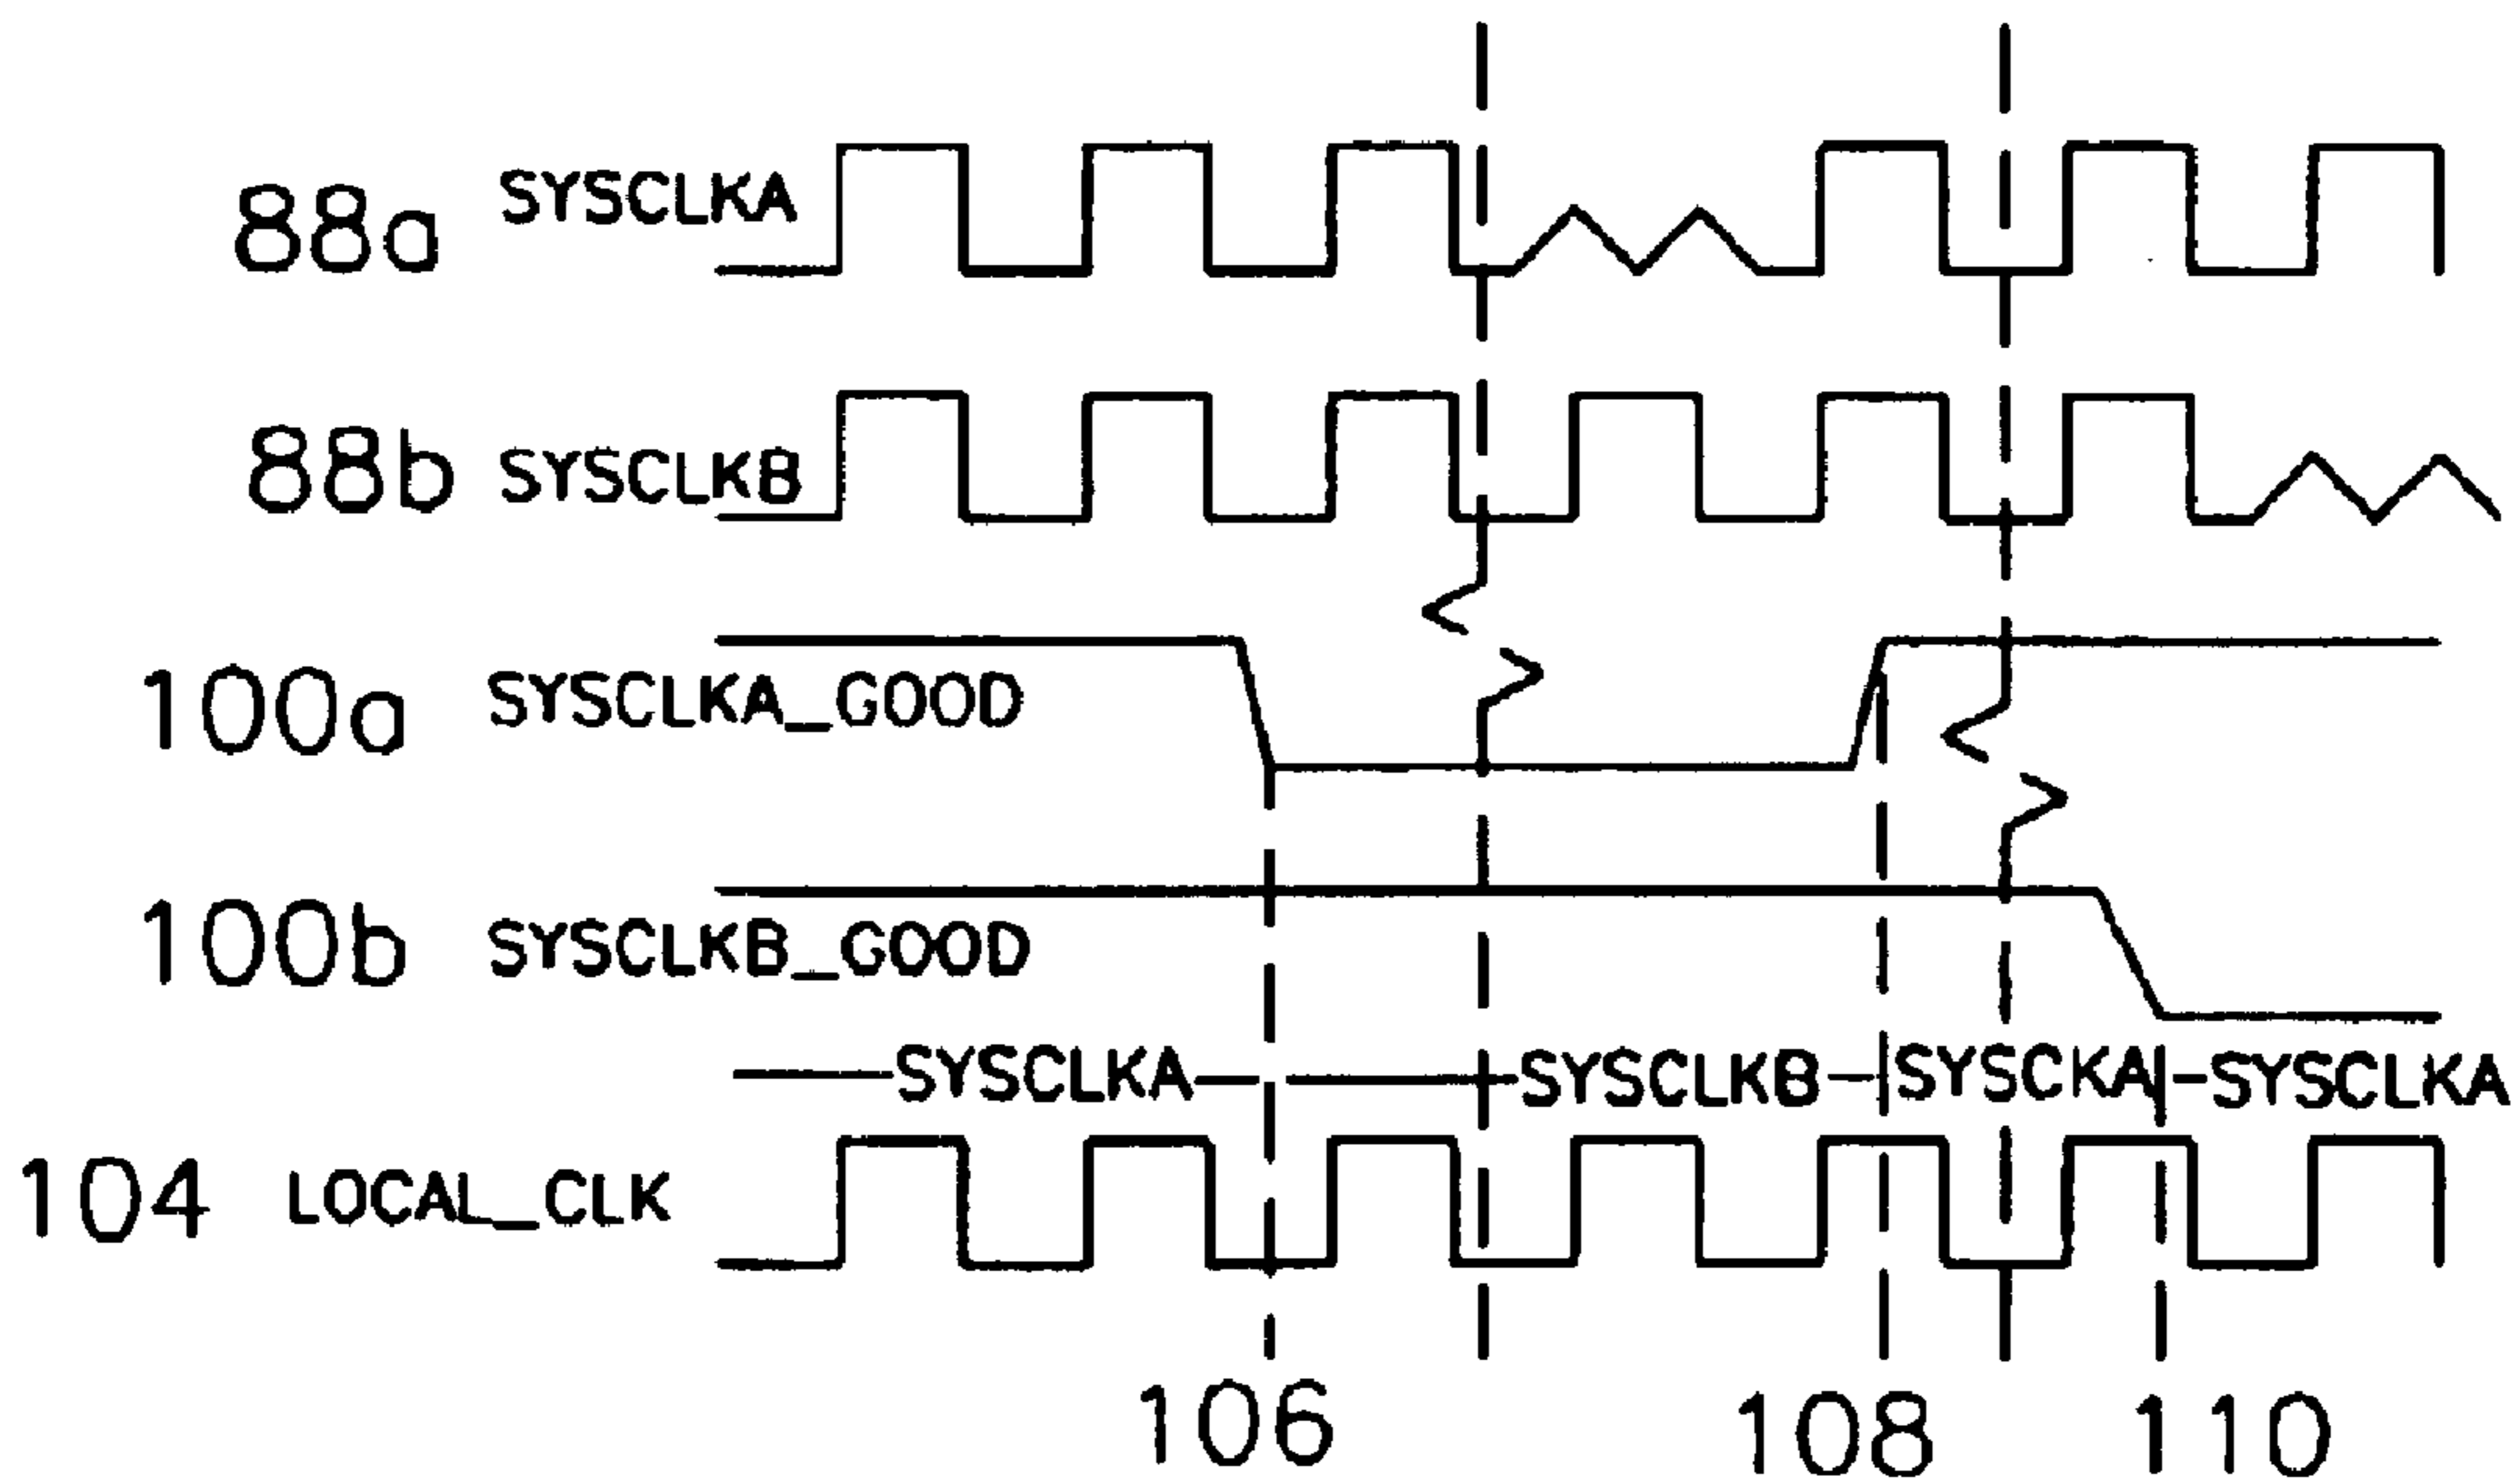 88a SYSCLKA
88b SYSCLKB
100a SYSCLKA_GOOD
100b SYSCLKB_GOOD
SYSCLKA SYSCLKB SYSCKA SYSCLKA
104 LOCAL_CLK
106 108 110